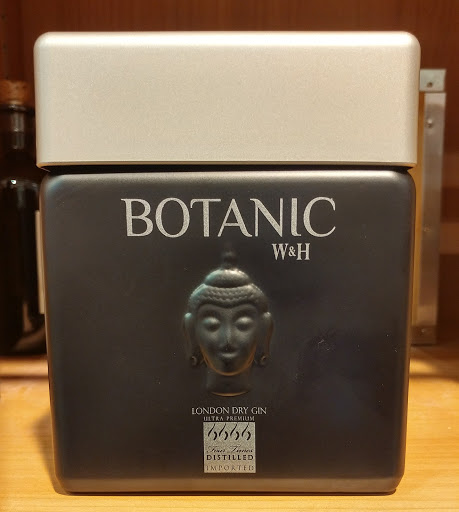 BOTANIC
W&H
LONDON DRY GIN
ULTRA PREMIUM
6666
Four Times
DISTILLED
IMPORTED